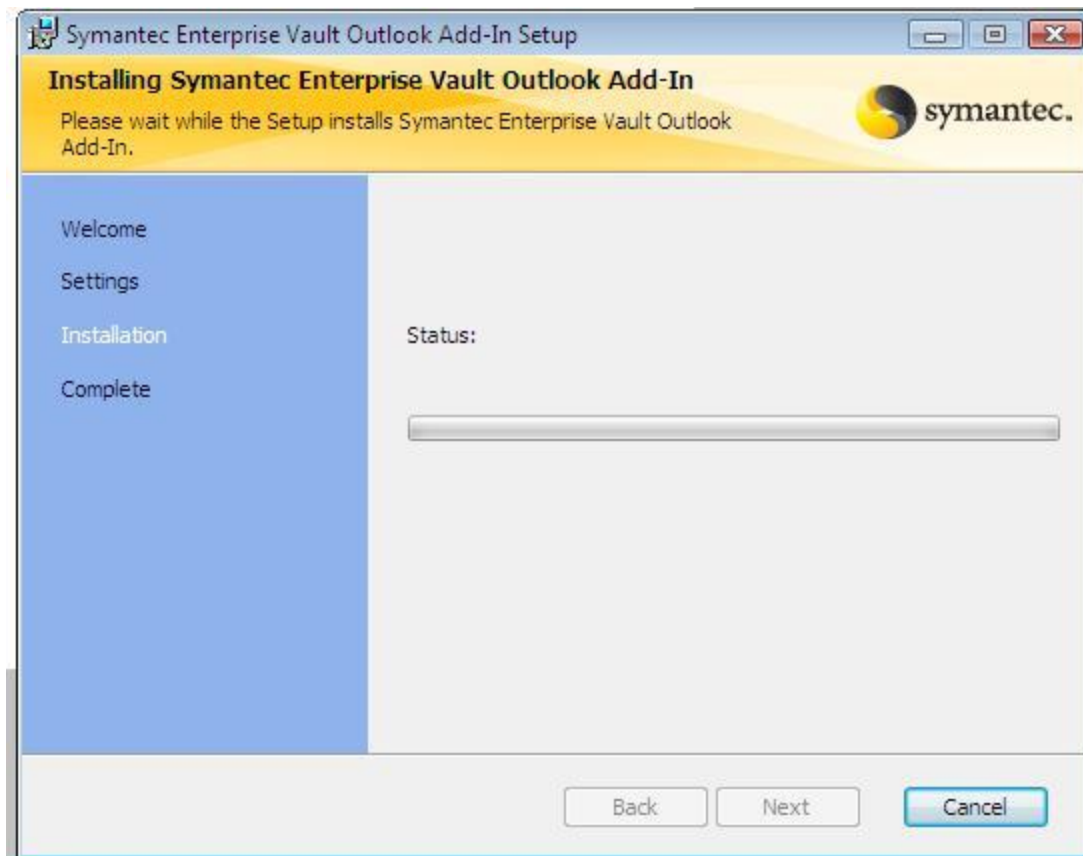 Symantec Enterprise Vault Outlook Add-In Setup
Installing Symantec Enterprise Vault Outlook Add-In
Please wait while the Setup installs Symantec Enterprise Vault Outlook
Add-In.
symantec.
Welcome
Settings
Installation
Complete
Status:
Back
Next
Cancel